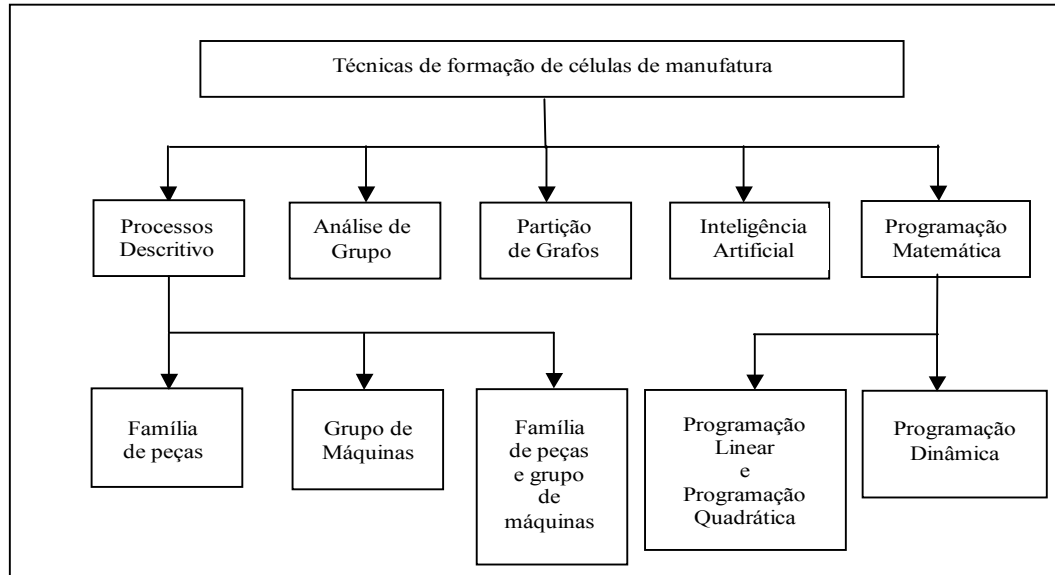 Técnicas de formação de células de manufatura
Processos
Descritivo
Análise de
Grupo
Partição
de Grafos
Inteligência
Artificial
Programação
Matemática
Família
de peças
Grupo de
Máquinas
Família
de peças
e grupo
de
máquinas
Programação
Linear
e
Programação
Quadrática
Programação
Dinâmica